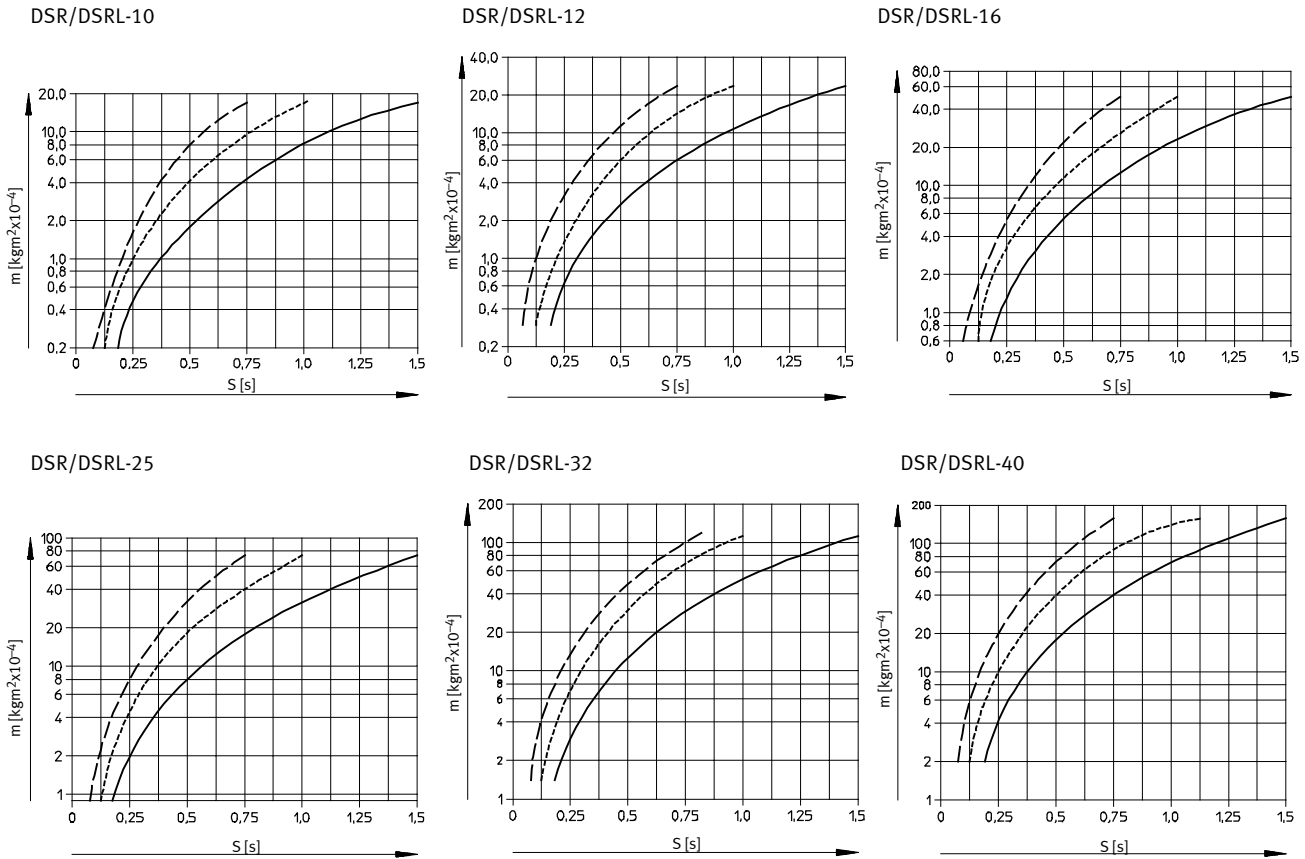 DSR/DSRL-10
20,0
10,0
8,0
6,0
4,0
2,0
1,0
0,8
0,6
0,4
0,2
0 0,25 0,5 0,75 1,0 1,25 1,5
m [kgm²x10⁻⁴]
S [s]
DSR/DSRL-12
40,0
20,0
10,0
8,0
6,0
4,0
2,0
1,0
0,8
0,6
0,4
0,2
0 0,25 0,5 0,75 1,0 1,25 1,5
m [kgm²x10⁻⁴]
S [s]
DSR/DSRL-16
80,0
60,0
40,0
20,0
10,0
8,0
6,0
4,0
2,0
1,0
0,8
0,6
0 0,25 0,5 0,75 1,0 1,25 1,5
m [kgm²x10⁻⁴]
S [s]
DSR/DSRL-25
100
80
60
40
20
10
8
6
4
2
1
0 0,25 0,5 0,75 1,0 1,25 1,5
m [kgm²x10⁻⁴]
S [s]
DSR/DSRL-32
200
100
80
60
40
20
10
8
6
4
2
1
0 0,25 0,5 0,75 1,0 1,25 1,5
m [kgm²x10⁻⁴]
S [s]
DSR/DSRL-40
200
100
80
60
40
20
10
8
6
4
2
1
0 0,25 0,5 0,75 1,0 1,25 1,5
m [kgm²x10⁻⁴]
S [s]